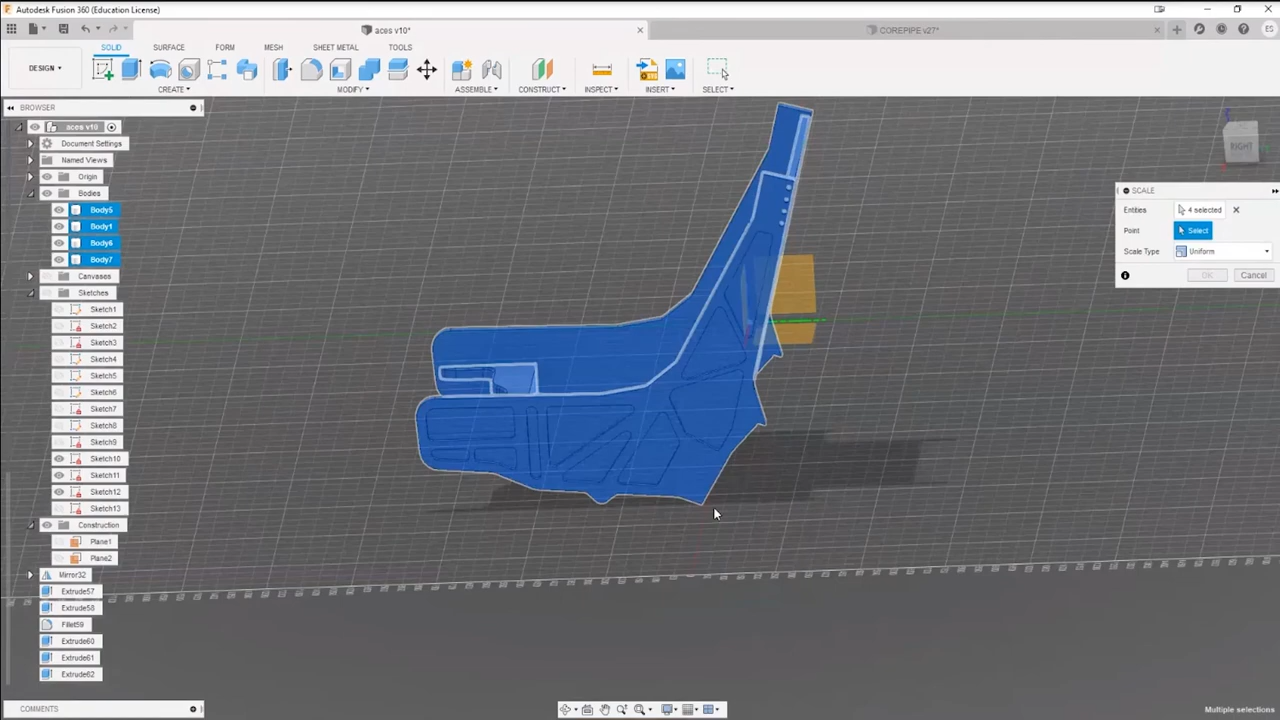 Autodesk Fusion 360 (Education License)
aces v10*
COREPIPE v27*
ES
DESIGN
SOLID
SURFACE
FORM
MESH
SHEET METAL
TOOLS
CREATE
MODIFY
ASSEMBLE
CONSTRUCT
INSPECT
INSERT
SELECT
BROWSER
aces v10
Document Settings
Named Views
Origin
Bodies
Body5
Body1
Body6
Body7
Canvases
Sketches
Sketch1
Sketch2
Sketch3
Sketch4
Sketch5
Sketch6
Sketch7
Sketch8
Sketch9
Sketch10
Sketch11
Sketch12
Sketch13
Construction
Plane1
Plane2
Mirror32
Extrude57
Extrude58
Fillet59
Extrude60
Extrude61
Extrude62
COMMENTS
RIGHT
SCALE
Entities
4 selected
Point
Select
Scale Type
Uniform
OK
Cancel
Multiple selections